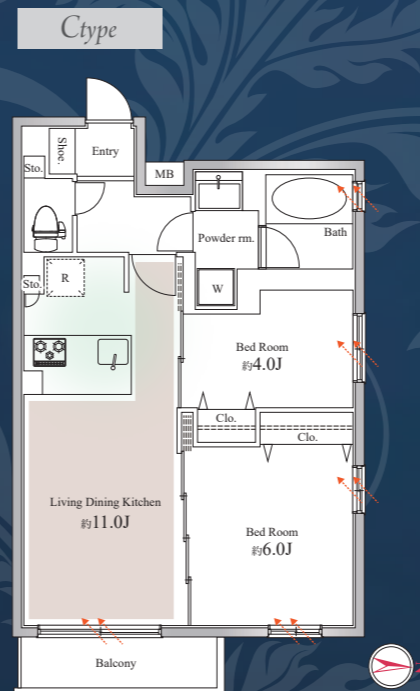 Ctype
Entry
Shoe.
Sto.
MB
Powder rm.
Bath
Sto.
R
W
Bed Room
約4.0J
Clo.
Clo.
Living Dining Kitchen
約11.0J
Bed Room
約6.0J
Balcony